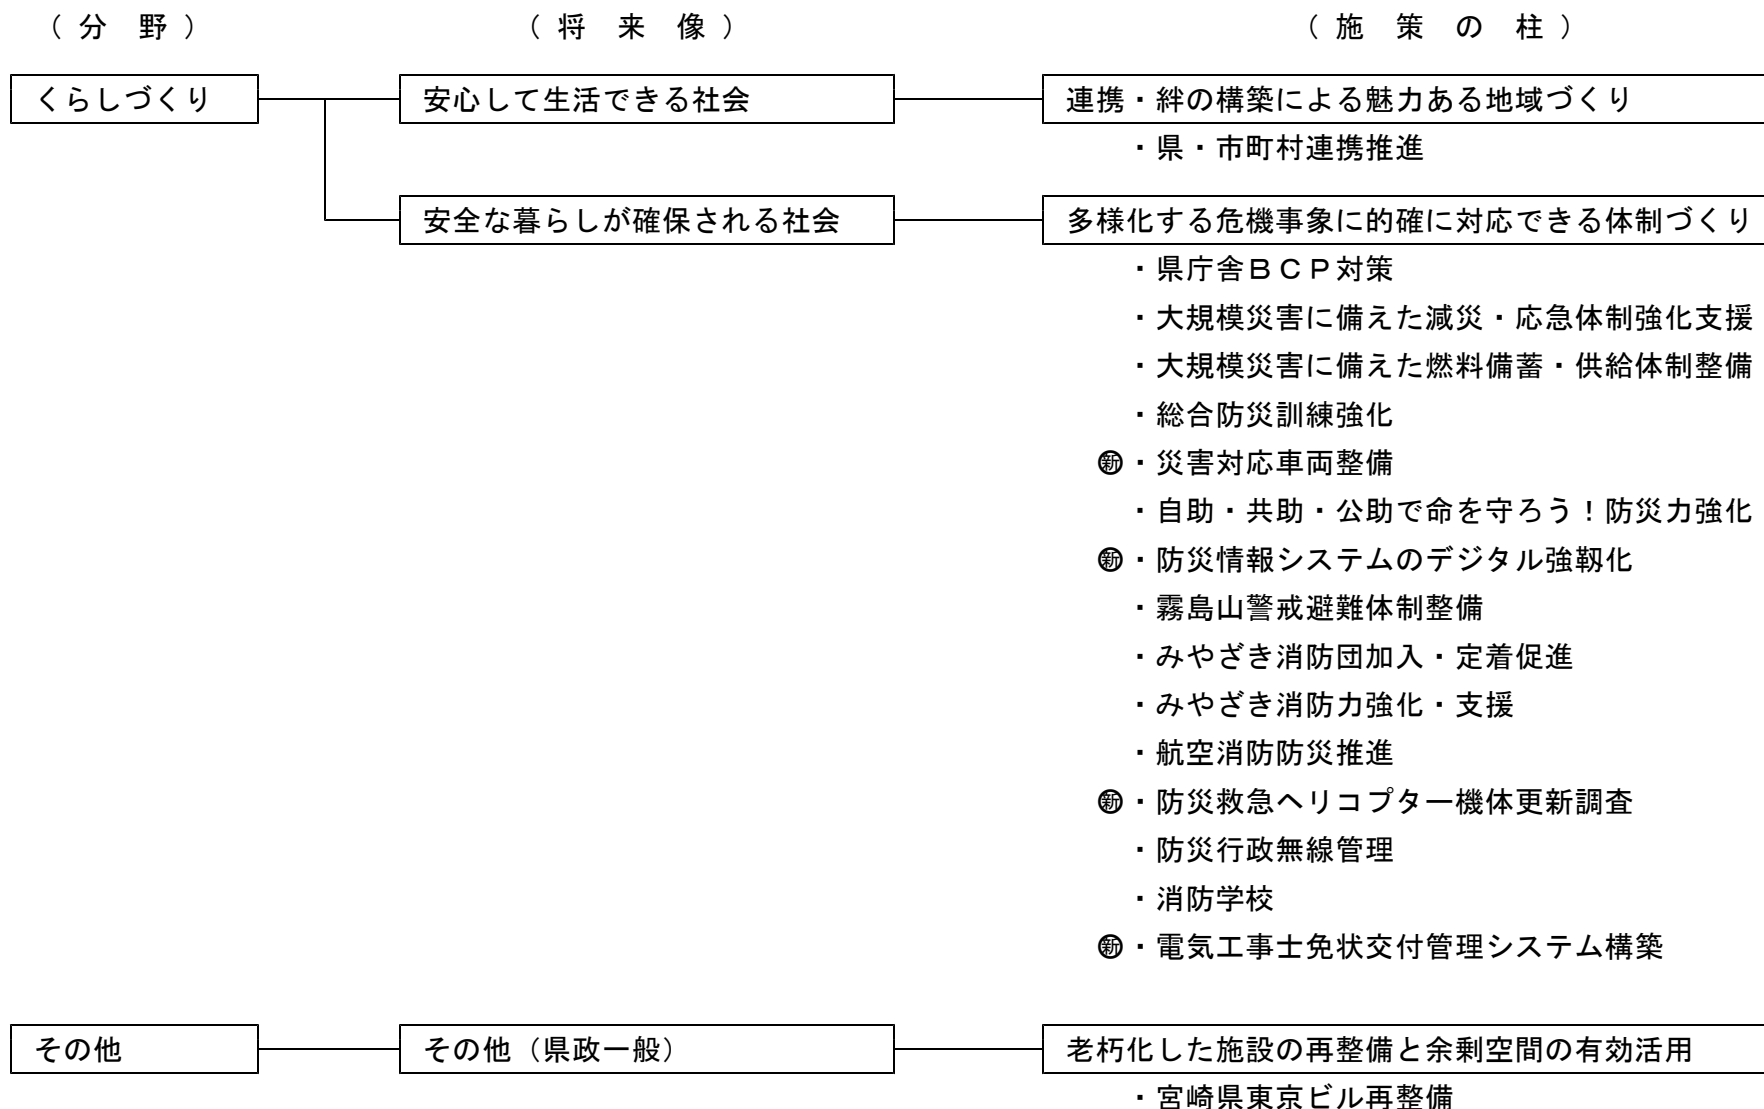 （分　野）　（将　来　像）　（施　策　の　柱）
くらしづくり　安心して生活できる社会　連携・絆の構築による魅力ある地域づくり
・県・市町村連携推進
安全な暮らしが確保される社会　多様化する危機事象に的確に対応できる体制づくり
・県庁舎ＢＣＰ対策
・大規模災害に備えた減災・応急体制強化支援
・大規模災害に備えた燃料備蓄・供給体制整備
・総合防災訓練強化
㊟・災害対応車両整備
・自助・共助・公助で命を守ろう！防災力強化
新・防災情報システムのデジタル強靱化
・霧島山警戒避難体制整備
・みやざき消防団加入・定着促進
・みやざき消防力強化・支援
・航空消防防災推進
新・防災救急ヘリコプター機体更新調査
・防災行政無線管理
・消防学校
新・電気工事士免状交付管理システム構築
その他　その他（県政一般）　老朽化した施設の再整備と余剰空間の有効活用
・宮崎県東京ビル再整備